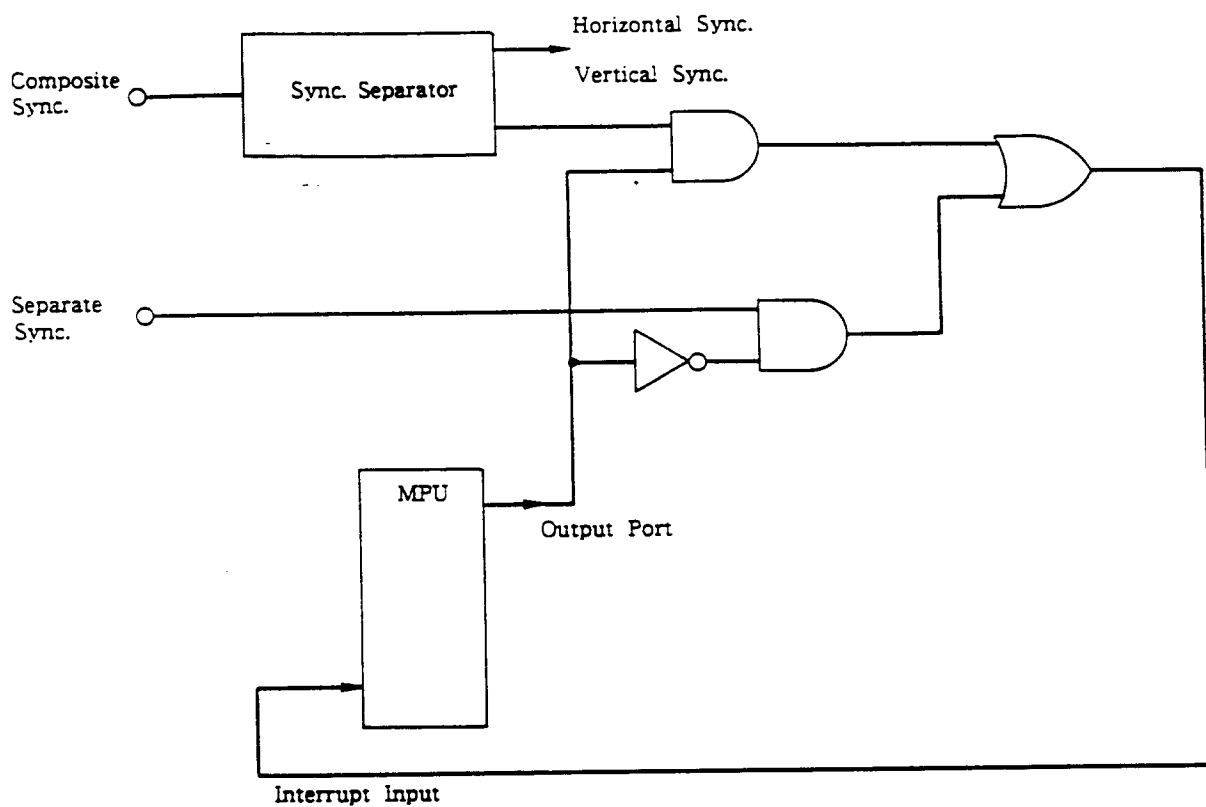 Horizontal Sync.
Composite
Sync.
Sync. Separator
Vertical Sync.
Separate
Sync.
MPU
Output Port
Interrupt Input